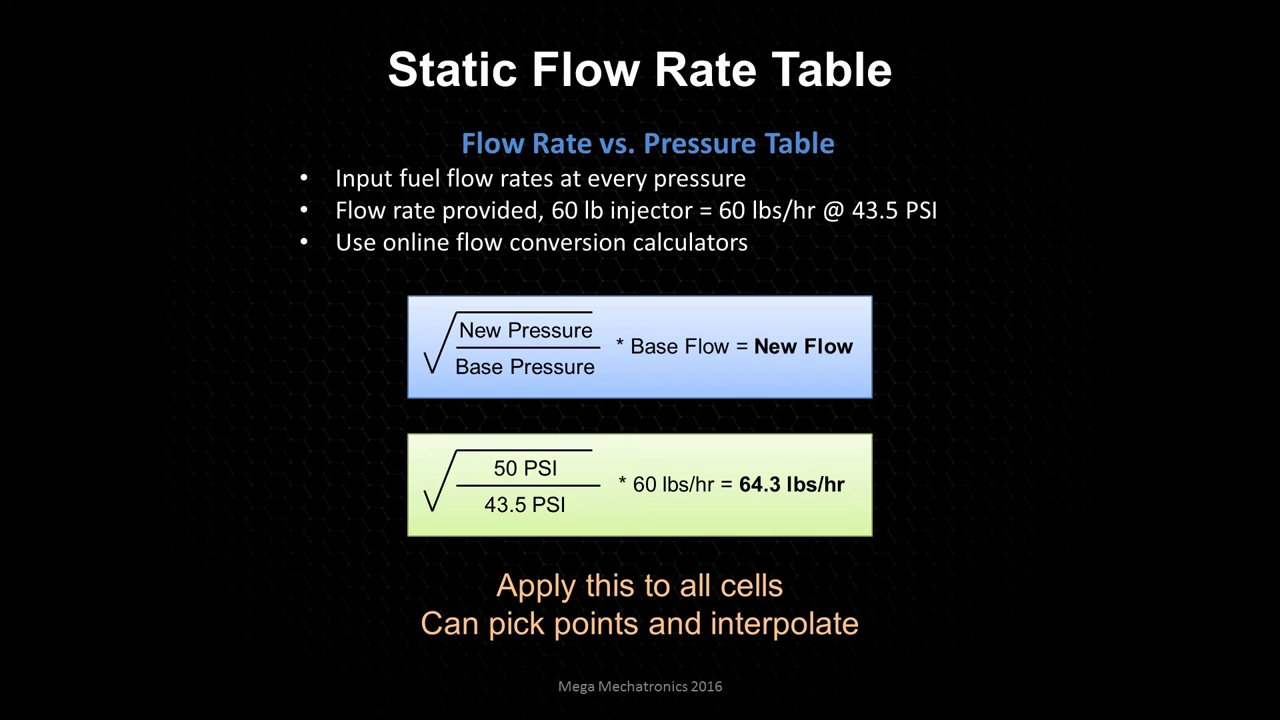 Static Flow Rate Table
Flow Rate vs. Pressure Table
• Input fuel flow rates at every pressure
• Flow rate provided, 60 lb injector = 60 lbs/hr @ 43.5 PSI
• Use online flow conversion calculators
√ New Pressure
Base Pressure
* Base Flow = New Flow
√ 50 PSI
43.5 PSI
* 60 lbs/hr = 64.3 lbs/hr
Apply this to all cells
Can pick points and interpolate
Mega Mechatronics 2016